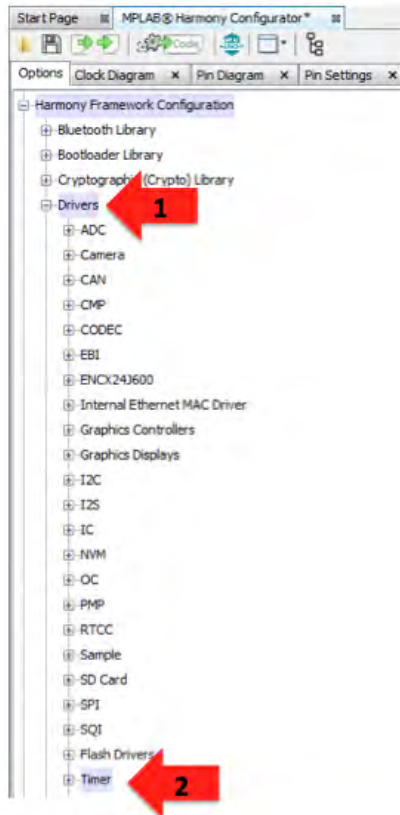 Start Page MPLAB® Harmony Configurator*
Code
Options Clock Diagram Pin Diagram Pin Settings
Harmony Framework Configuration
Bluetooth Library
Bootloader Library
Cryptographic (Crypto) Library
Drivers 1
ADC
Camera
CAN
CMP
CODEC
EBI
ENCX24J600
Internal Ethernet MAC Driver
Graphics Controllers
Graphics Displays
I2C
I2S
IC
NVM
OC
PMP
RTCC
Sample
SD Card
SPI
SQI
Flash Drivers
Timer 2